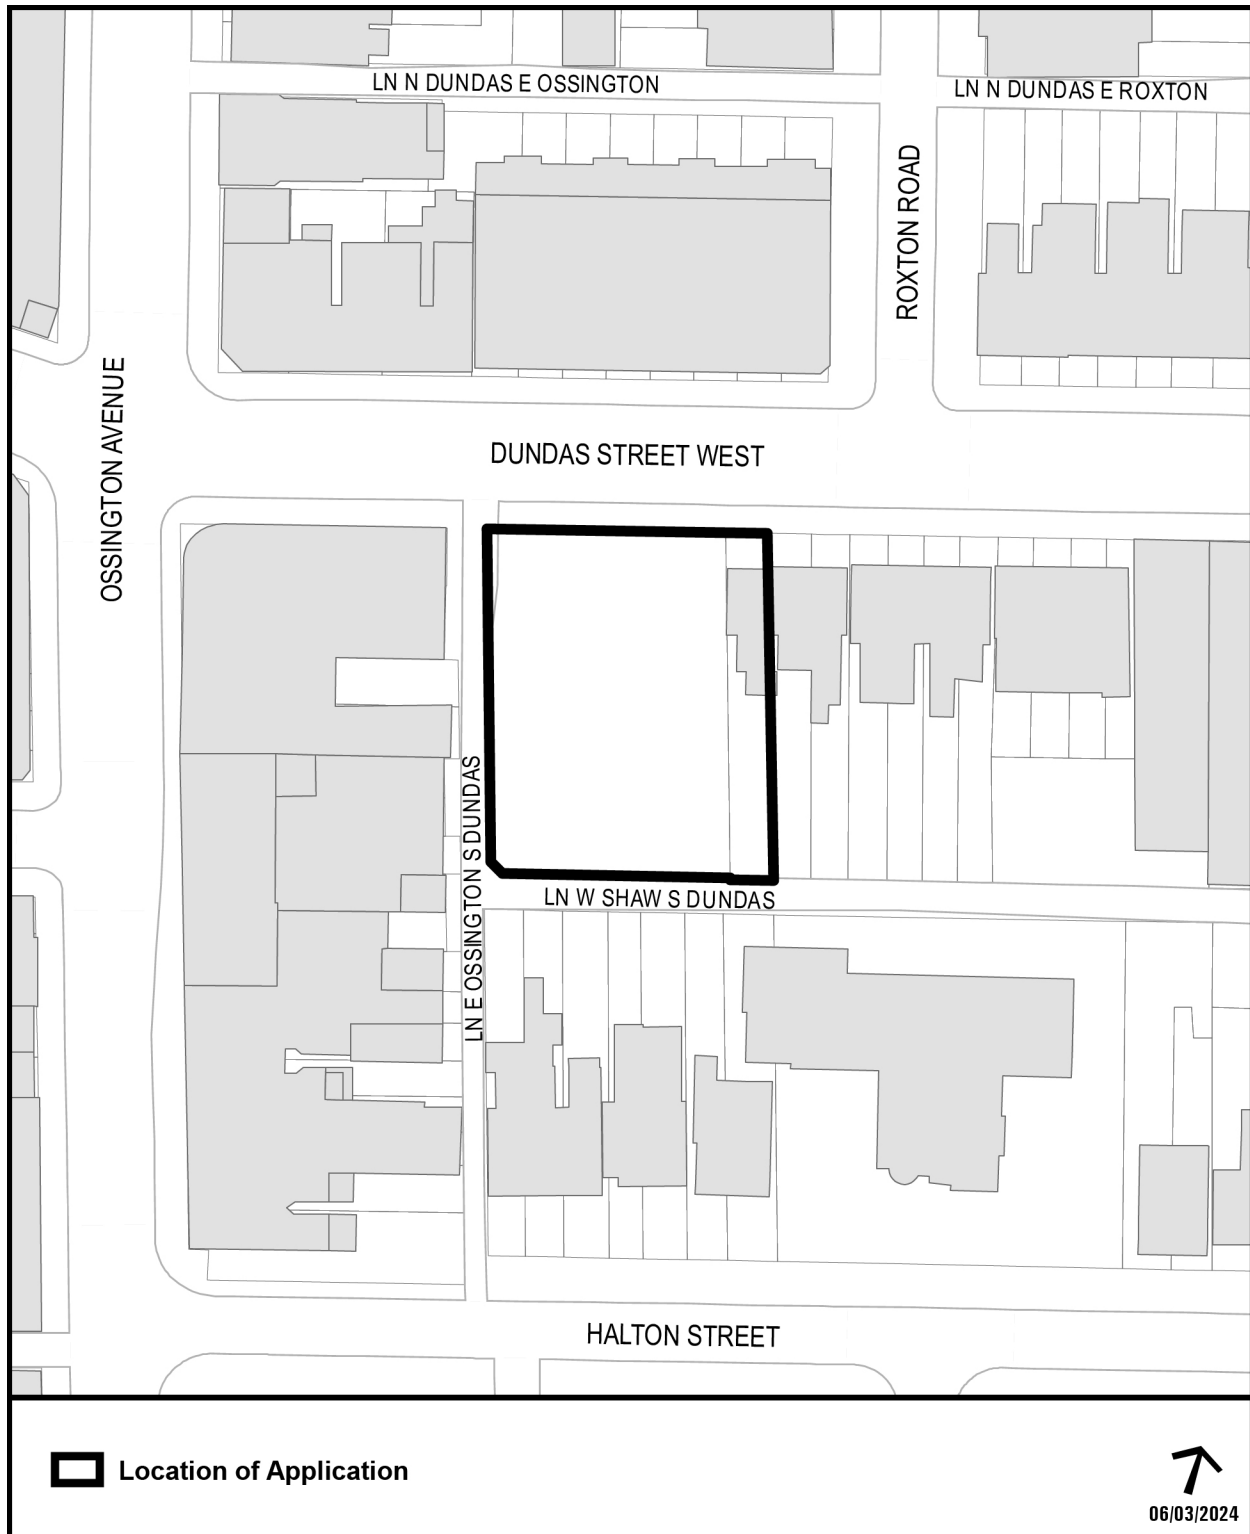 LN N DUNDAS E OSSINGTON
LN N DUNDAS E ROXTON
ROXTON ROAD
OSSINGTON AVENUE
DUNDAS STREET WEST
LN E OSSINGTON S DUNDAS
LN W SHAW S DUNDAS
HALTON STREET
Location of Application
06/03/2024